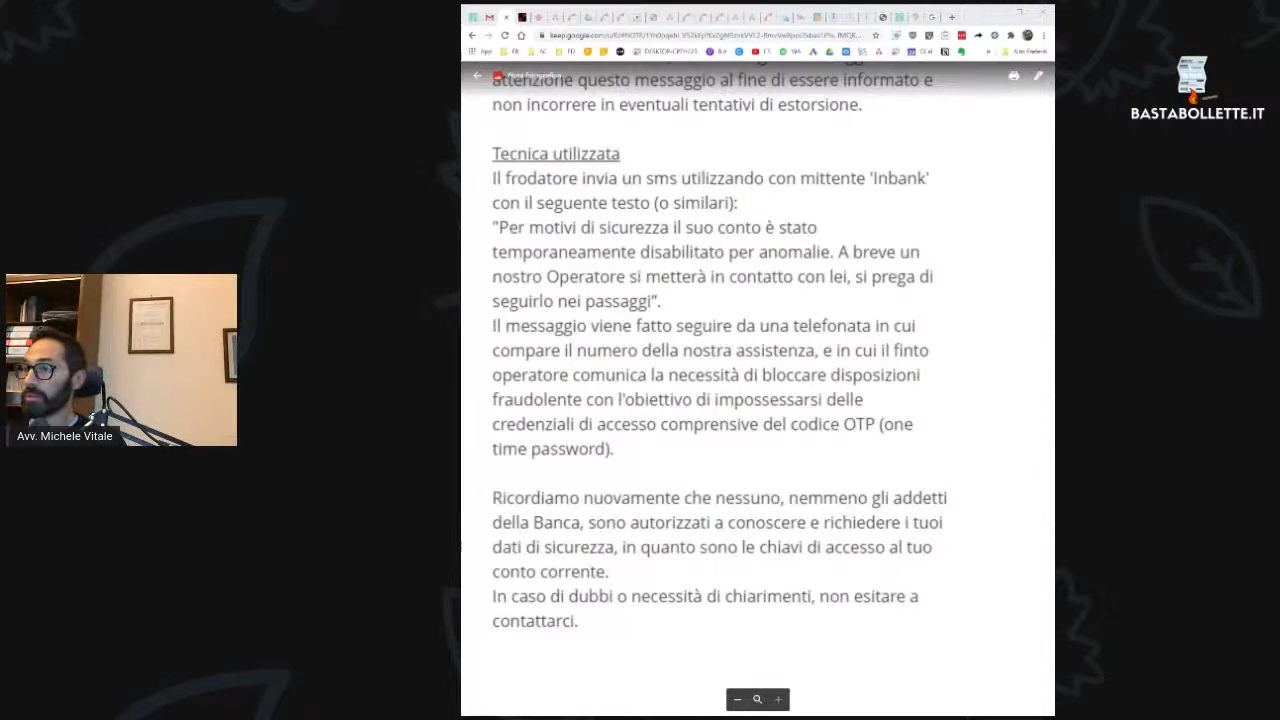 BASTABOLLETTE.IT
attenzione questo messaggio al fine di essere informato e
non incorrere in eventuali tentativi di estorsione.
Tecnica utilizzata
Il frodatore invia un sms utilizzando con mittente 'Inbank'
con il seguente testo (o similari):
"Per motivi di sicurezza il suo conto è stato
temporaneamente disabilitato per anomalie. A breve un
nostro Operatore si metterà in contatto con lei, si prega di
seguirlo nei passaggi”.
Il messaggio viene fatto seguire da una telefonata in cui
compare il numero della nostra assistenza, e in cui il finto
operatore comunica la necessità di bloccare disposizioni
fraudolente con l'obiettivo di impossessarsi delle
credenziali di accesso comprensive del codice OTP (one
time password).
Ricordiamo nuovamente che nessuno, nemmeno gli addetti
della Banca, sono autorizzati a conoscere e richiedere i tuoi
dati di sicurezza, in quanto sono le chiavi di accesso al tuo
conto corrente.
In caso di dubbi o necessità di chiarimenti, non esitare a
contattarci.
Avv. Michele Vitale